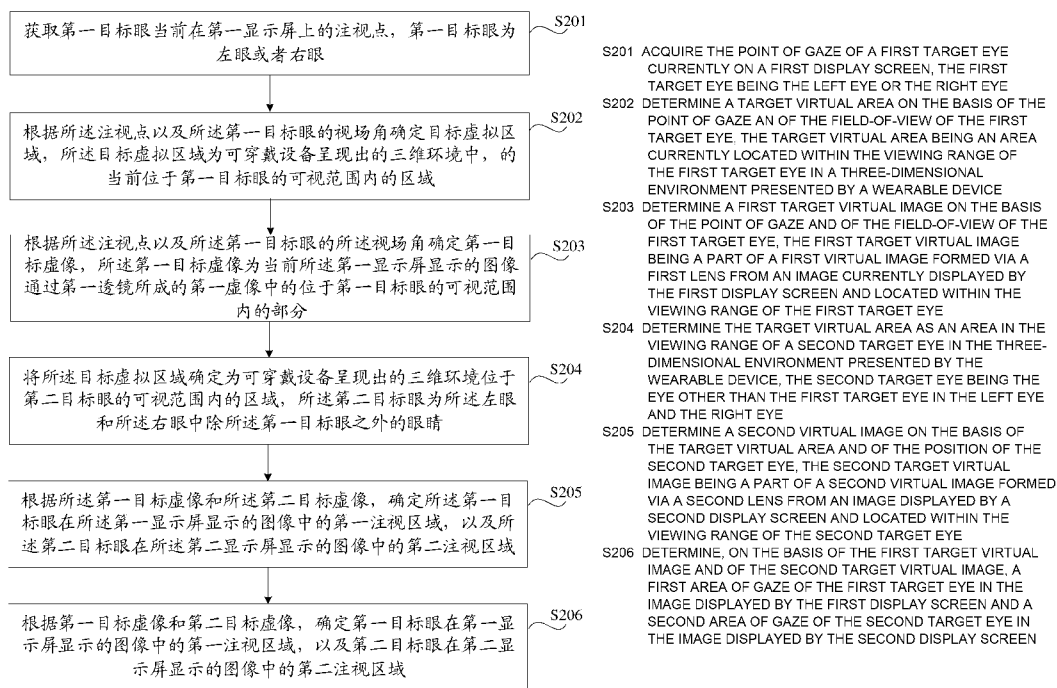 获取第一目标眼当前在第一显示屏上的注视点，第一目标眼为
左眼或者右眼
S201
根据所述注视点以及所述第一目标眼的视场角确定目标虚拟区
域，所述目标虚拟区域为可穿戴设备呈现出的三维环境中，的
当前位于第一目标眼的可视范围内的区域
S202
根据所述注视点以及所述第一目标眼的所述视场角确定第一目
标虚像，所述第一目标虚像为当前所述第一显示屏显示的图像
通过第一透镜所成的第一虚像中的位于第一目标眼的可视范围
内的部分
S203
将所述目标虚拟区域确定为可穿戴设备呈现出的三维环境位于
第二目标眼的可视范围内的区域，所述第二目标眼为所述左眼
和所述右眼中除所述第一目标眼之外的眼睛
S204
根据所述第一目标虚像和所述第二目标虚像，确定所述第一目
标眼在所述第一显示屏显示的图像中的第一注视区域，以及所
述第二目标眼在所述第二显示屏显示的图像中的第二注视区域
S205
根据第一目标虚像和第二目标虚像，确定第一目标眼在第一显
示屏显示的图像中的第一注视区域，以及第二目标眼在第二显
示屏显示的图像中的第二注视区域
S206
S201 ACQUIRE THE POINT OF GAZE OF A FIRST TARGET EYE
CURRENTLY ON A FIRST DISPLAY SCREEN, THE FIRST
TARGET EYE BEING THE LEFT EYE OR THE RIGHT EYE
S202 DETERMINE A TARGET VIRTUAL AREA ON THE BASIS OF THE
POINT OF GAZE AN OF THE FIELD-OF-VIEW OF THE FIRST
TARGET EYE, THE TARGET VIRTUAL AREA BEING AN AREA
CURRENTLY LOCATED WITHIN THE VIEWING RANGE OF
THE FIRST TARGET EYE IN A THREE-DIMENSIONAL
ENVIRONMENT PRESENTED BY A WEARABLE DEVICE
S203 DETERMINE A FIRST TARGET VIRTUAL IMAGE ON THE BASIS
OF THE POINT OF GAZE AND OF THE FIELD-OF-VIEW OF THE
FIRST TARGET EYE, THE FIRST TARGET VIRTUAL IMAGE
BEING A PART OF A FIRST VIRTUAL IMAGE FORMED VIA A
FIRST LENS FROM AN IMAGE CURRENTLY DISPLAYED BY
THE FIRST DISPLAY SCREEN AND LOCATED WITHIN THE
VIEWING RANGE OF THE FIRST TARGET EYE
S204 DETERMINE THE TARGET VIRTUAL AREA AS AN AREA IN THE
VIEWING RANGE OF A SECOND TARGET EYE IN THE THREE-
DIMENSIONAL ENVIRONMENT PRESENTED BY THE
WEARABLE DEVICE, THE SECOND TARGET EYE BEING THE
EYE OTHER THAN THE FIRST TARGET EYE IN THE LEFT EYE
AND THE RIGHT EYE
S205 DETERMINE A SECOND VIRTUAL IMAGE ON THE BASIS OF
THE TARGET VIRTUAL AREA AND OF THE POSITION OF THE
SECOND TARGET EYE, THE SECOND TARGET VIRTUAL
IMAGE BEING A PART OF A SECOND VIRTUAL IMAGE FORMED
VIA A SECOND LENS FROM AN IMAGE DISPLAYED BY A
SECOND DISPLAY SCREEN AND LOCATED WITHIN THE
VIEWING RANGE OF THE SECOND TARGET EYE
S206 DETERMINE, ON THE BASIS OF THE FIRST TARGET VIRTUAL
IMAGE AND OF THE SECOND TARGET VIRTUAL IMAGE, A
FIRST AREA OF GAZE OF THE FIRST TARGET EYE IN THE
IMAGE DISPLAYED BY THE FIRST DISPLAY SCREEN AND A
SECOND AREA OF GAZE OF THE SECOND TARGET EYE IN
THE IMAGE DISPLAYED BY THE SECOND DISPLAY SCREEN